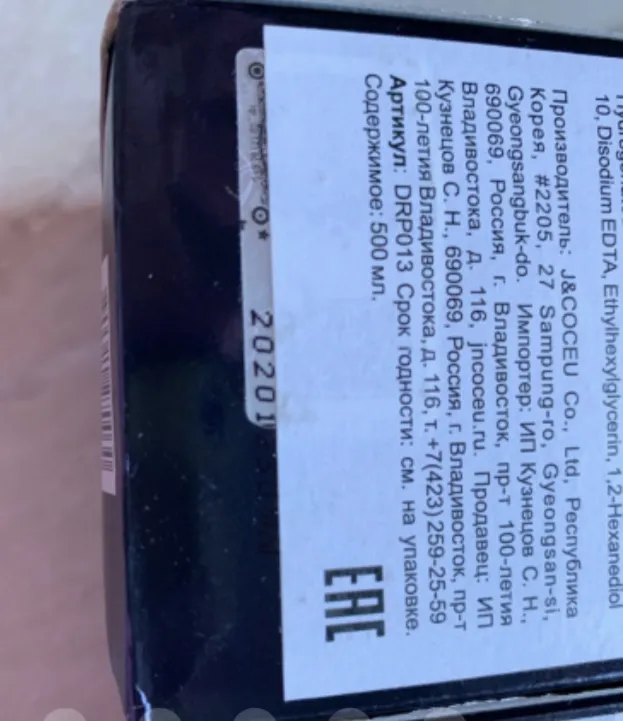 10, Disodium EDTA, Ethylhexylglycerin, 1,2-Hexanediol
Производитель: J&COCEU Co., Ltd, Республика
Корея, #2205, 27 Sampung-ro, Gyeongsan-si,
Gyeongsangbuk-do. Импортер: ИП Кузнецов С. Н.,
690069, Россия, г. Владивосток, пр-т 100-летия
Владивостока, д. 116, jncoceu.ru. Продавец: ИП
Кузнецов С. Н., 690069, Россия, г. Владивосток, пр-т
100-летия Владивостока, д. 116, т. +7(423) 259-25-59
Артикул: DRP013 Срок годности: см. на упаковке.
Содержимое: 500 мл.
EAC
20201